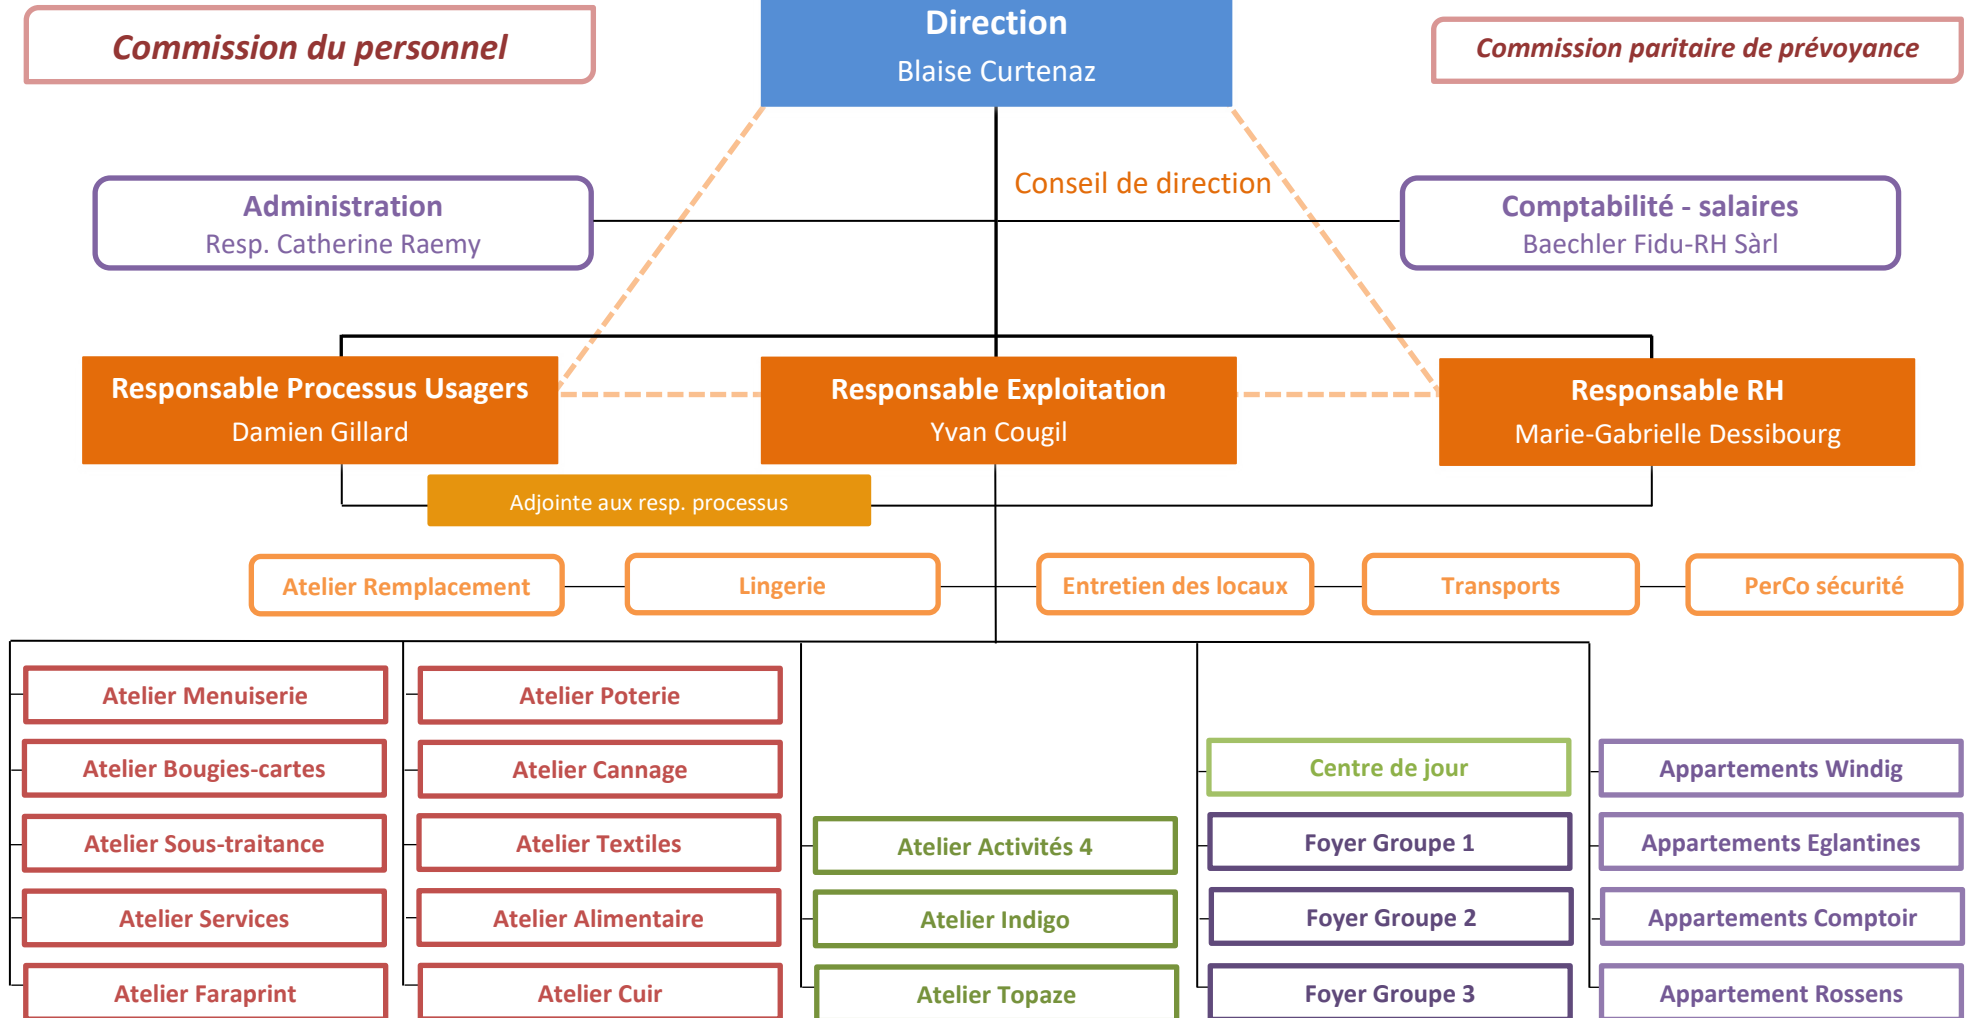 Commission du personnel
Direction
Blaise Curtenaz
Commission paritaire de prévoyance
Conseil de direction
Administration
Resp. Catherine Raemy
Comptabilité - salaires
Baechler Fidu-RH Sàrl
Responsable Processus Usagers
Damien Gillard
Responsable Exploitation
Yvan Cougil
Responsable RH
Marie-Gabrielle Dessibourg
Adjointe aux resp. processus
Atelier Remplacement
Lingerie
Entretien des locaux
Transports
PerCo sécurité
Atelier Menuiserie
Atelier Bougies-cartes
Atelier Sous-traitance
Atelier Services
Atelier Faraprint
Atelier Poterie
Atelier Cannage
Atelier Textiles
Atelier Alimentaire
Atelier Cuir
Atelier Activités 4
Atelier Indigo
Atelier Topaze
Centre de jour
Foyer Groupe 1
Foyer Groupe 2
Foyer Groupe 3
Appartements Windig
Appartements Eglantines
Appartements Comptoir
Appartement Rossens